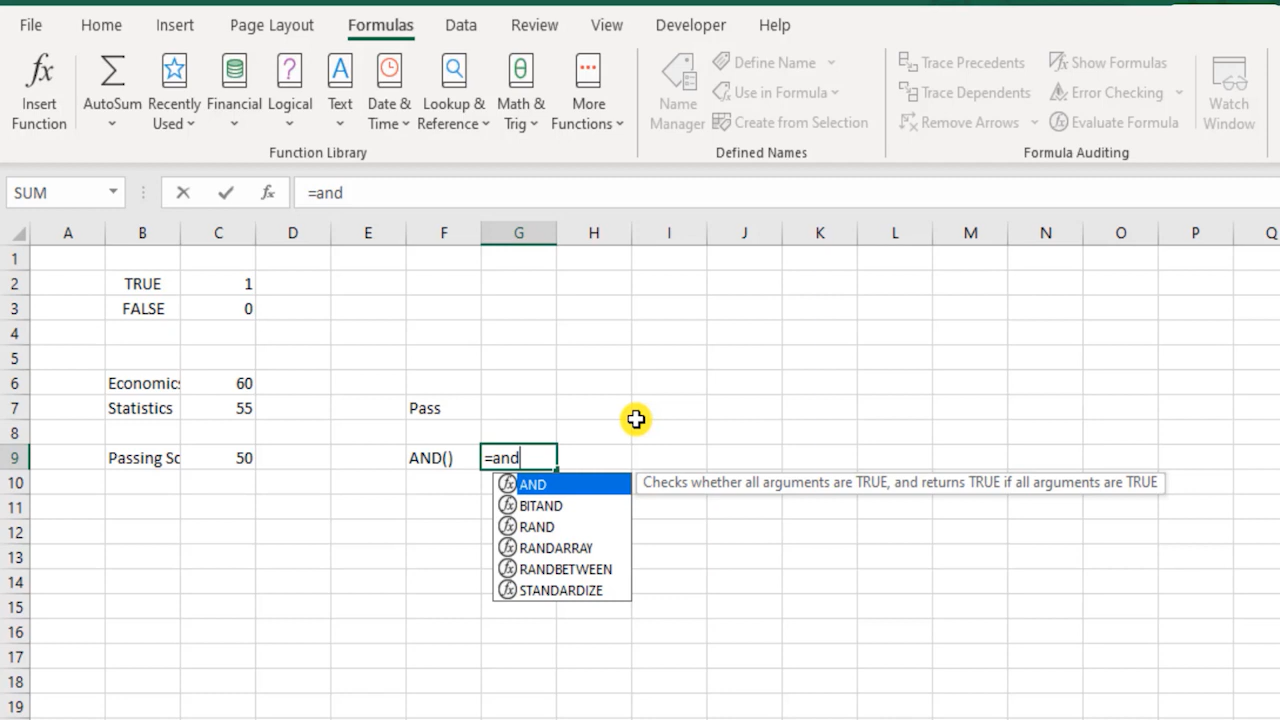 File Home Insert Page Layout Formulas Data Review View Developer Help
Insert Function
AutoSum
Recently Used
Financial
Logical
Text
Date & Time
Lookup & Reference
Math & Trig
More Functions
Function Library
Name Manager
Define Name
Use in Formula
Create from Selection
Defined Names
Trace Precedents
Trace Dependents
Remove Arrows
Show Formulas
Error Checking
Evaluate Formula
Formula Auditing
Watch Window
SUM fx =and
A B C D E F G H I J K L M N O P Q
1
2 TRUE 1
3 FALSE 0
4
5
6 Economics 60
7 Statistics 55 Pass
8
9 Passing Sc 50 AND() =and
10 AND Checks whether all arguments are TRUE, and returns TRUE if all arguments are TRUE
11 BITAND
12 RAND
13 RANDARRAY
14 RANDBETWEEN
15 STANDARDIZE
16
17
18
19